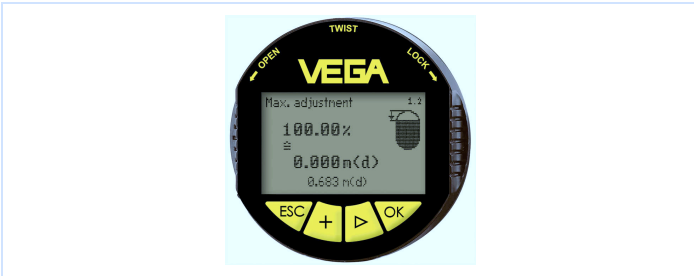 TWIST
OPEN
LOCK
VEGA
Max. adjustment 1.2
100.00%
≙
0.000m(d)
0.683 m(d)
ESC + ▷ OK